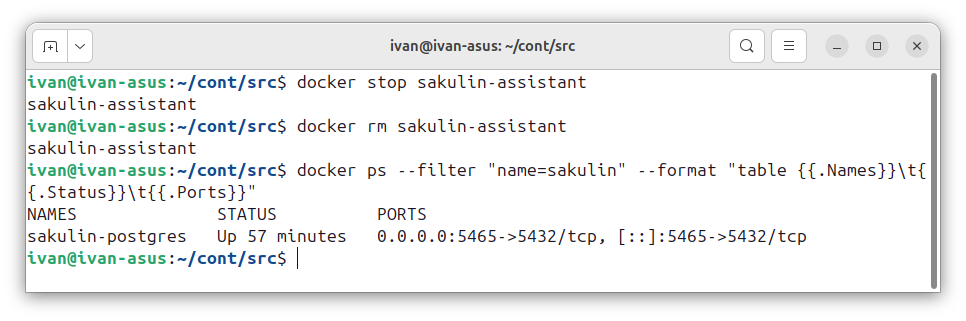 ivan@ivan-asus: ~/cont/src
ivan@ivan-asus:~/cont/src$ docker stop sakulin-assistant
sakulin-assistant
ivan@ivan-asus:~/cont/src$ docker rm sakulin-assistant
sakulin-assistant
ivan@ivan-asus:~/cont/src$ docker ps --filter "name=sakulin" --format "table {{.Names}}\t{
{.Status}}\t{{.Ports}}"
NAMES              STATUS          PORTS
sakulin-postgres   Up 57 minutes   0.0.0.0:5465->5432/tcp, [::]:5465->5432/tcp
ivan@ivan-asus:~/cont/src$